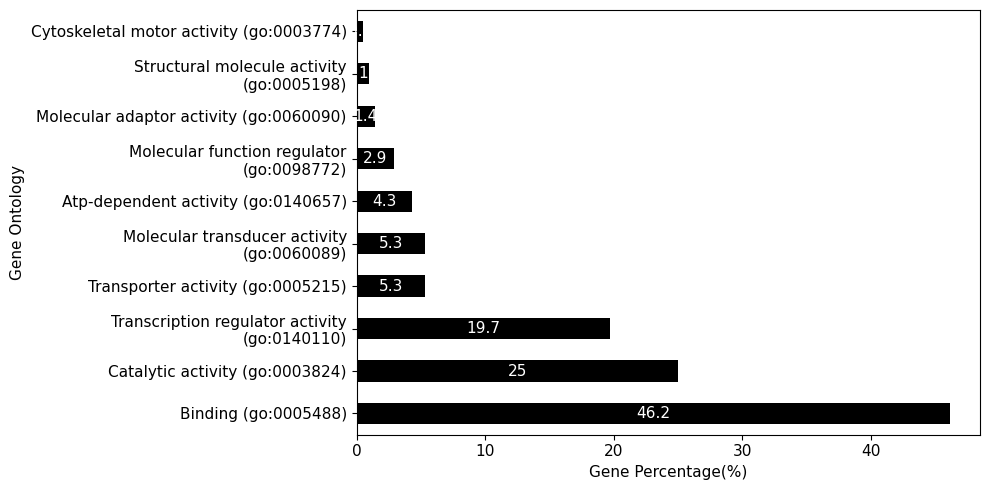 Cytoskeletal motor activity (go:0003774)
Structural molecule activity
(go:0005198)
1
Molecular adaptor activity (go:0060090)
1.4
Molecular function regulator
(go:0098772)
2.9
Atp-dependent activity (go:0140657)
4.3
Molecular transducer activity
(go:0060089)
5.3
Transporter activity (go:0005215)
5.3
Transcription regulator activity
(go:0140110)
19.7
Catalytic activity (go:0003824)
25
Binding (go:0005488)
46.2
Gene Ontology
0 10 20 30 40
Gene Percentage(%)